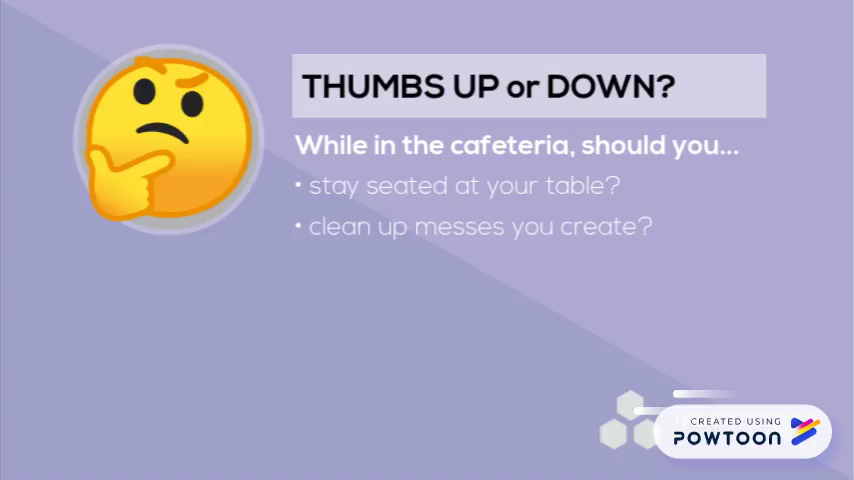 THUMBS UP or DOWN?
While in the cafeteria, should you...
• stay seated at your table?
• clean up messes you create?
CREATED USING
POWTOON